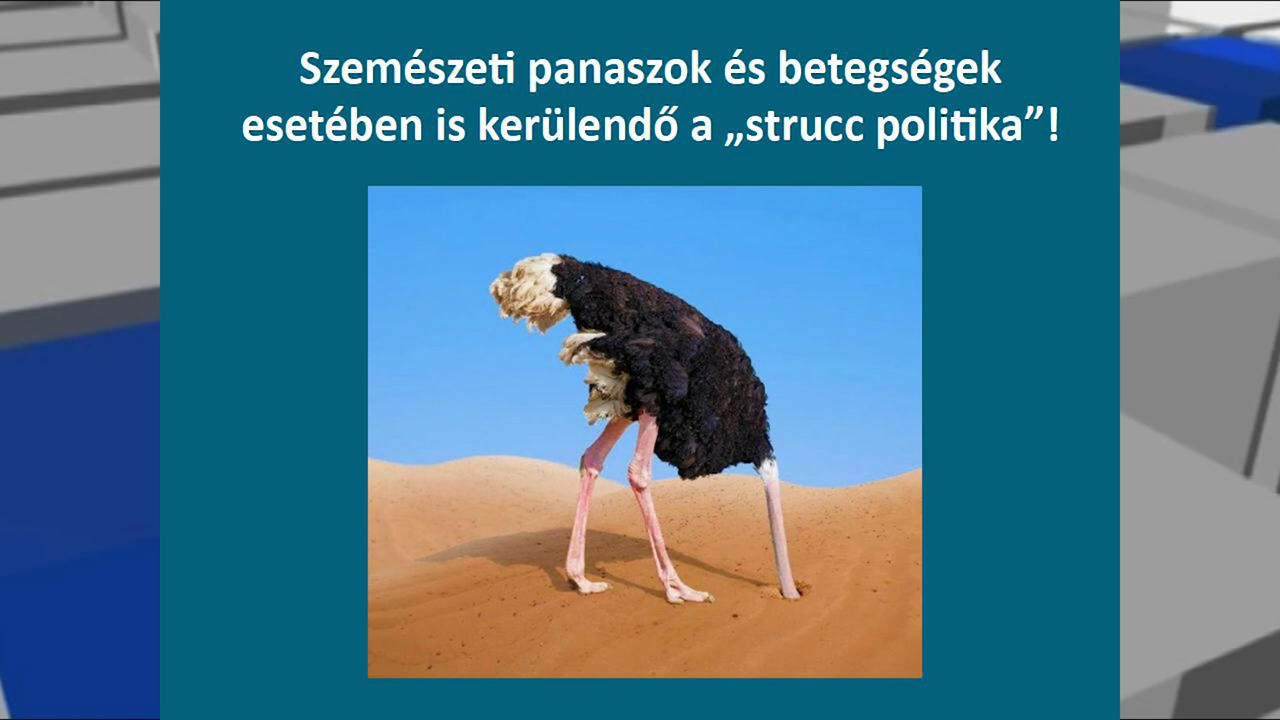 Szemészeti panaszok és betegségek
esetében is kerülendő a „strucc politika”!